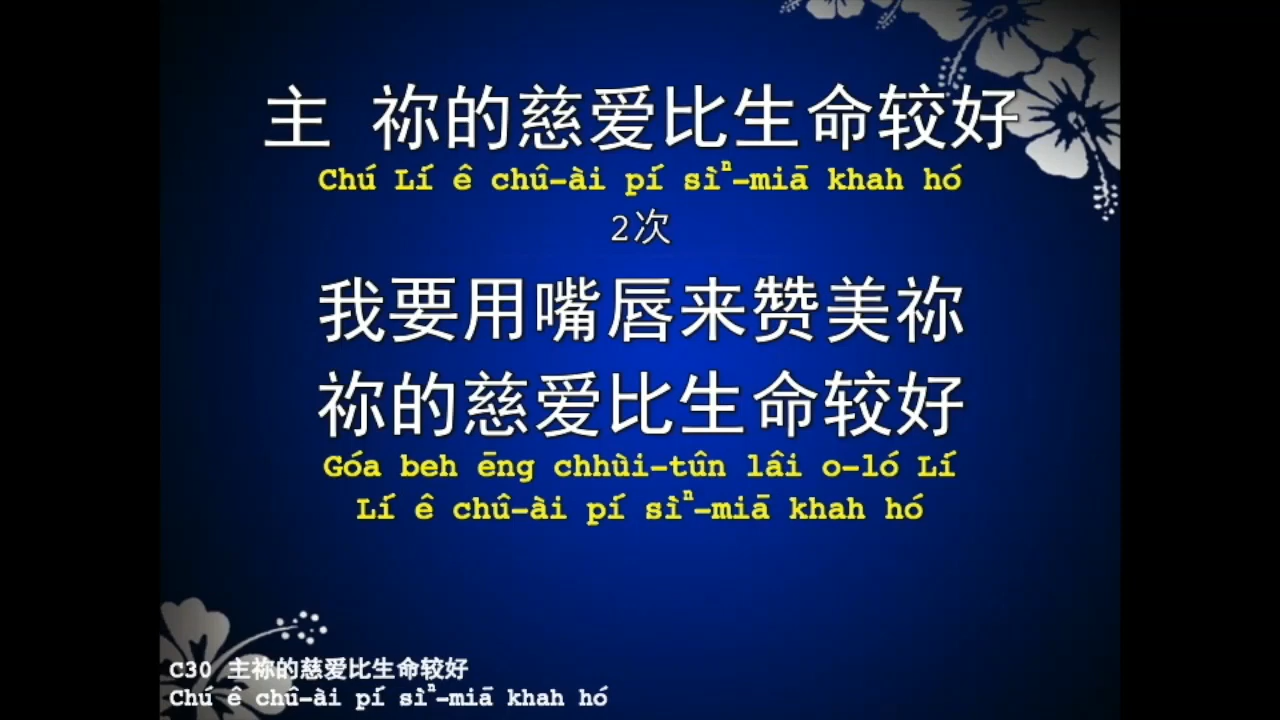 主 祢的慈爱比生命较好
Chú Lí ê chû-ài pí sìⁿ-miā khah hó
2次
我要用嘴唇来赞美祢
祢的慈爱比生命较好
Góa beh ēng chhùi-tûn lâi o-ló Lí
Lí ê chû-ài pí sìⁿ-miā khah hó
C30 主祢的慈爱比生命较好
Chú ê chû-ài pí sìⁿ-miā khah hó